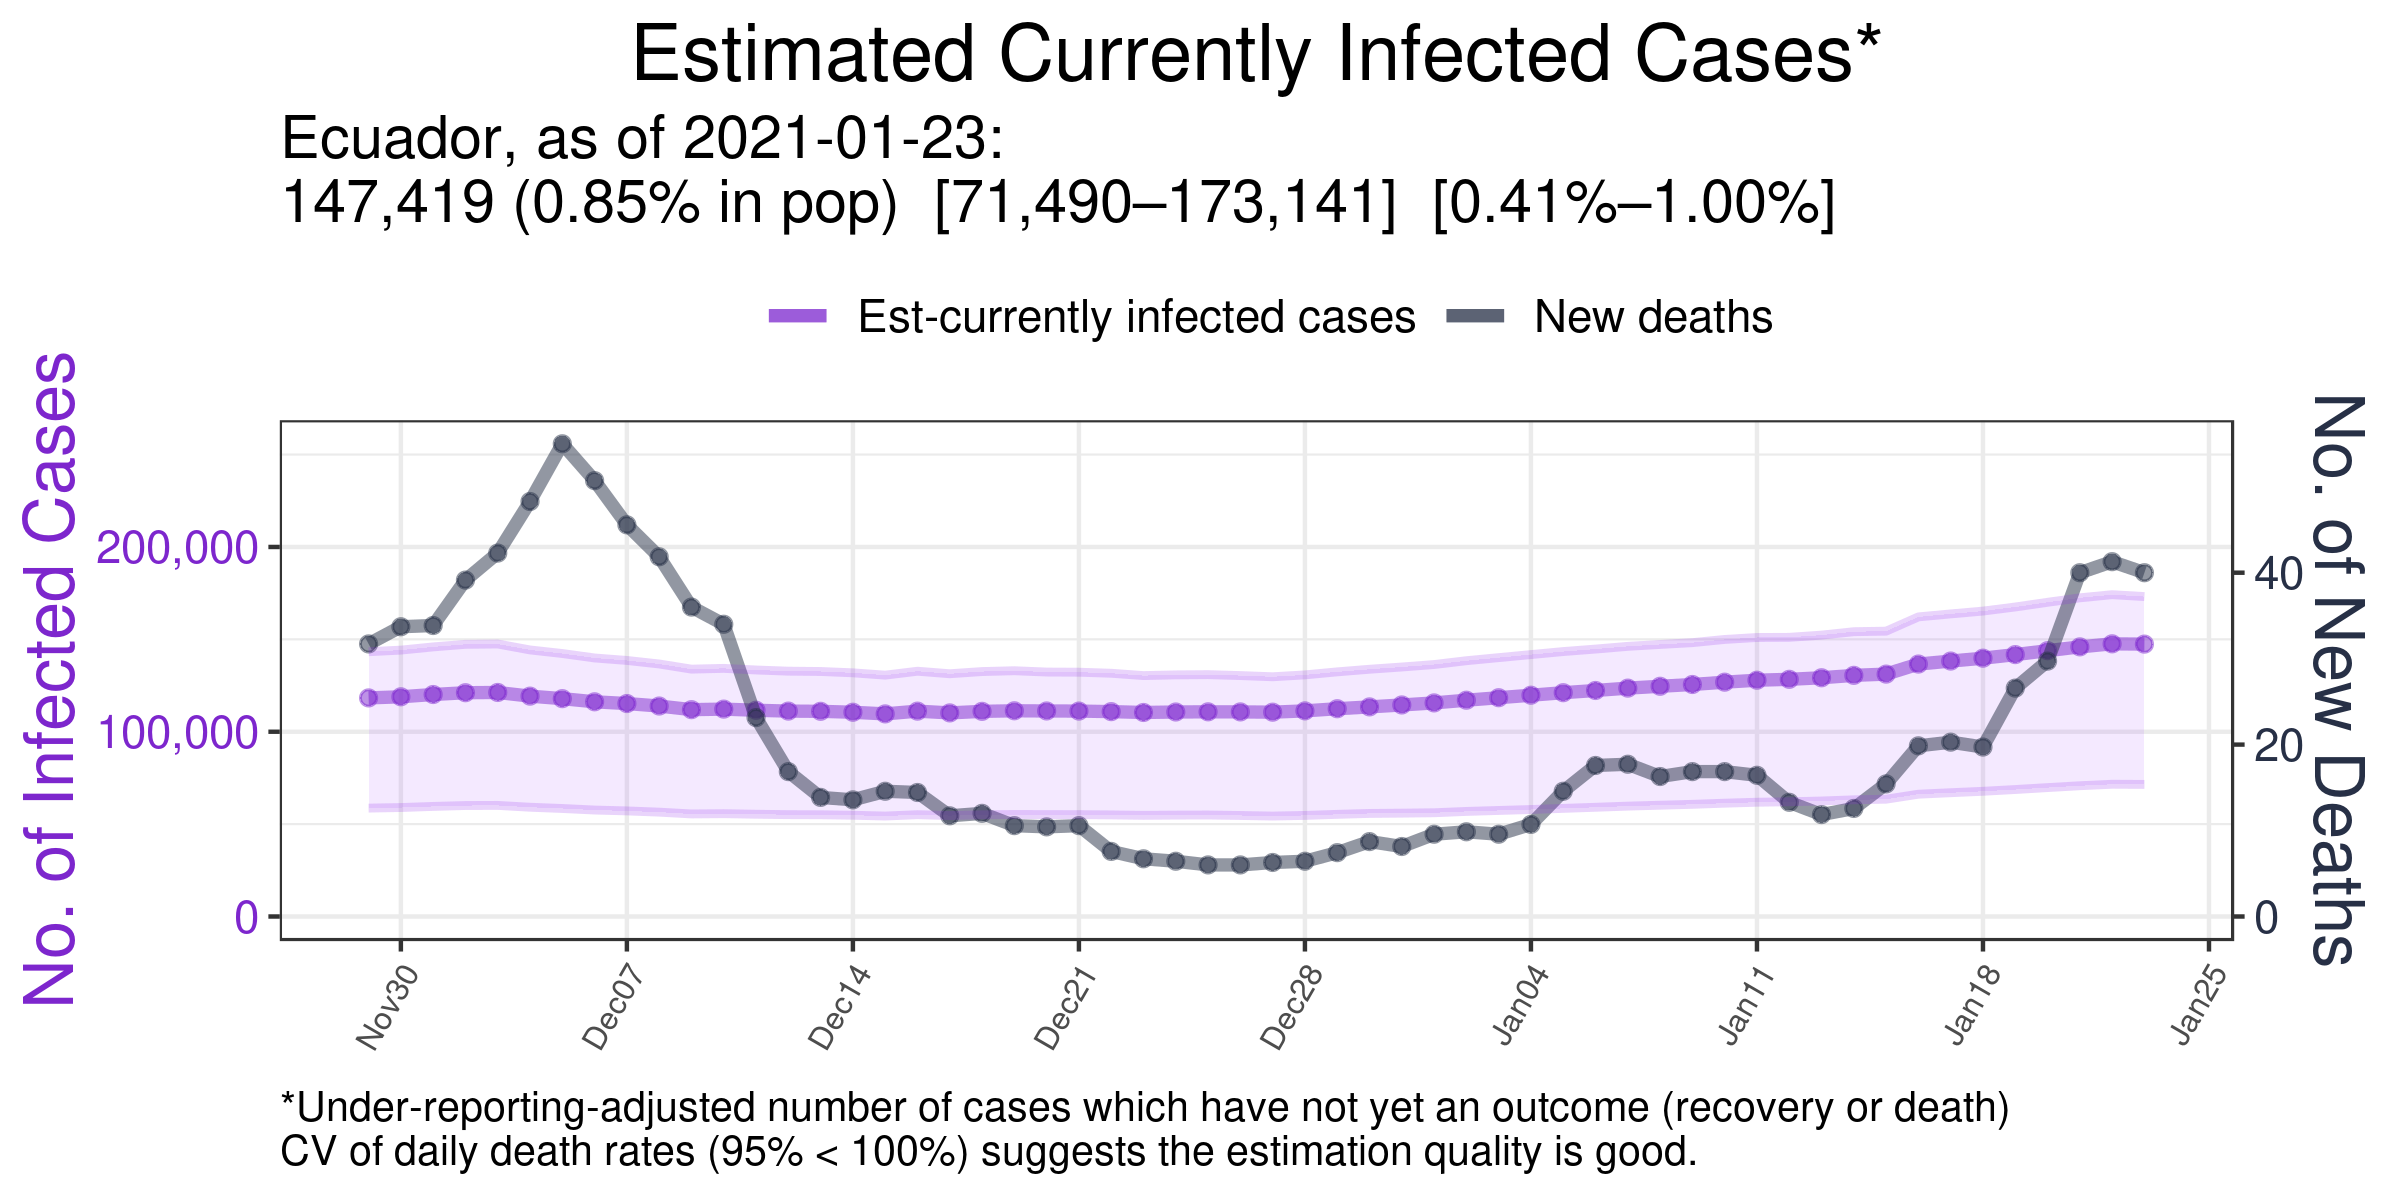 Estimated Currently Infected Cases*
Ecuador, as of 2021-01-23:
147,419 (0.85% in pop)  [71,490–173,141]  [0.41%–1.00%]
Est-currently infected cases
New deaths
No. of Infected Cases
200,000
100,000
0
No. of New Deaths
40
20
0
Nov30
Dec07
Dec14
Dec21
Dec28
Jan04
Jan11
Jan18
Jan25
*Under-reporting-adjusted number of cases which have not yet an outcome (recovery or death)
CV of daily death rates (95% < 100%) suggests the estimation quality is good.